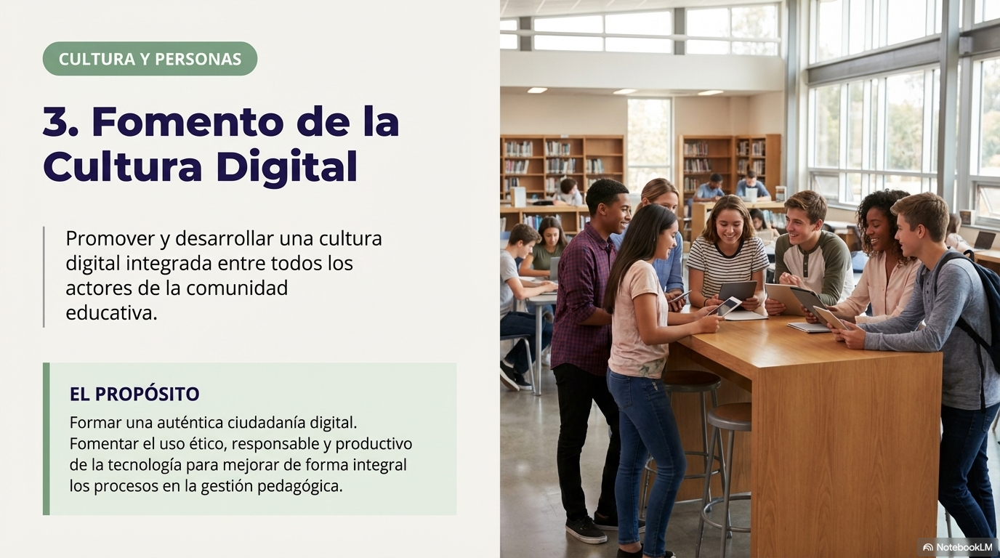 CULTURA Y PERSONAS
3. Fomento de la
Cultura Digital
Promover y desarrollar una cultura
digital integrada entre todos los
actores de la comunidad
educativa.
EL PROPÓSITO
Formar una auténtica ciudadanía digital.
Fomentar el uso ético, responsable y productivo
de la tecnología para mejorar de forma integral
los procesos en la gestión pedagógica.
NotebookLM